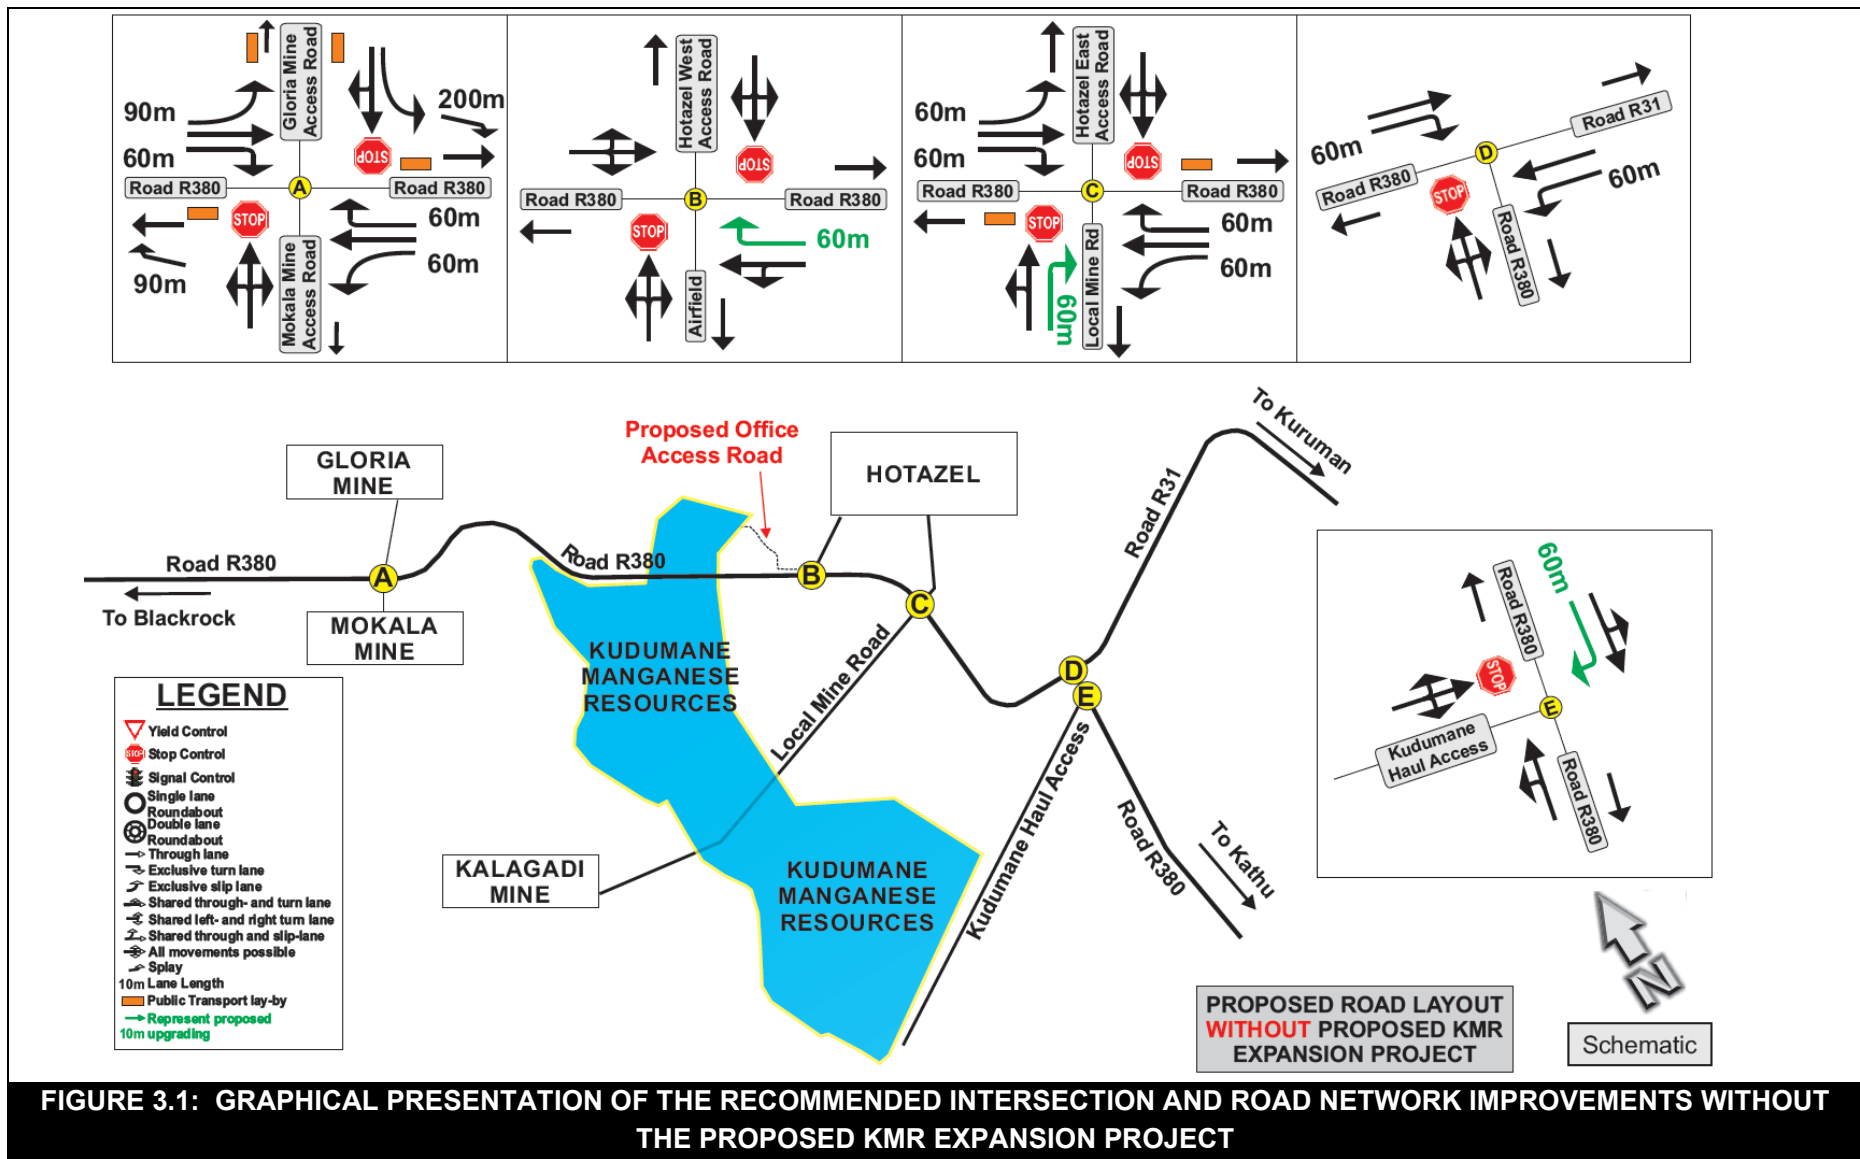 Gloria Mine
Access Road
90m
60m
200m
STOP
Road R380
A
Road R380
STOP
60m
60m
90m
Mokala Mine
Access Road
Hotazel West
Access Road
STOP
Road R380
B
Road R380
STOP
60m
Airfield
Hotazel East
Access Road
60m
60m
STOP
Road R380
C
Road R380
STOP
60m
60m
60m
Local Mine Rd
Road R31
60m
D
Road R380
STOP
60m
Road R380
To Kuruman
Proposed Office
Access Road
HOTAZEL
GLORIA
MINE
Road R31
Road R380
Road R380
A
B
C
To Blackrock
MOKALA
MINE
KUDUMANE
MANGANESE
RESOURCES
Local Mine Road
D
E
60m
Road R380
STOP
E
Kudumane
Haul Access
Road R380
LEGEND
Yield Control
STOP
Stop Control
Signal Control
Single lane
Roundabout
Double lane
Roundabout
Through lane
Exclusive turn lane
Exclusive slip lane
Shared through- and turn lane
Shared left- and right turn lane
Shared through and slip-lane
All movements possible
Splay
10m Lane Length
Public Transport lay-by
Represent proposed
10m upgrading
KALAGADI
MINE
KUDUMANE
MANGANESE
RESOURCES
Kudumane Haul Access
Road R380
To Kathu
N
PROPOSED ROAD LAYOUT
WITHOUT PROPOSED KMR
EXPANSION PROJECT
Schematic
FIGURE 3.1: GRAPHICAL PRESENTATION OF THE RECOMMENDED INTERSECTION AND ROAD NETWORK IMPROVEMENTS WITHOUT
THE PROPOSED KMR EXPANSION PROJECT